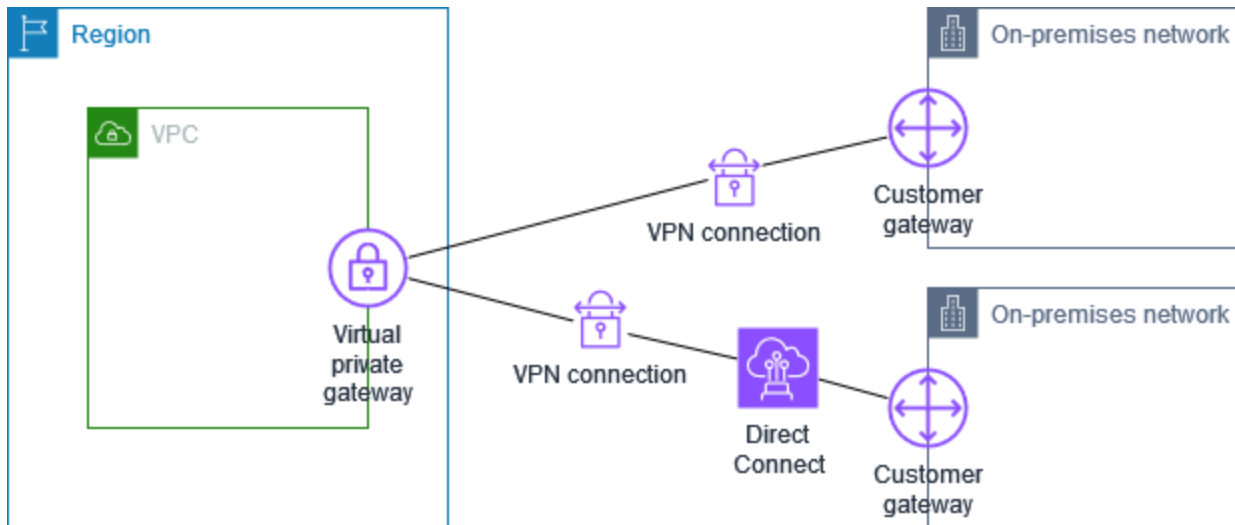 Region
On-premises network
VPC
Customer
gateway
VPN connection
On-premises network
Virtual
private
gateway
VPN connection
Direct
Connect
Customer
gateway